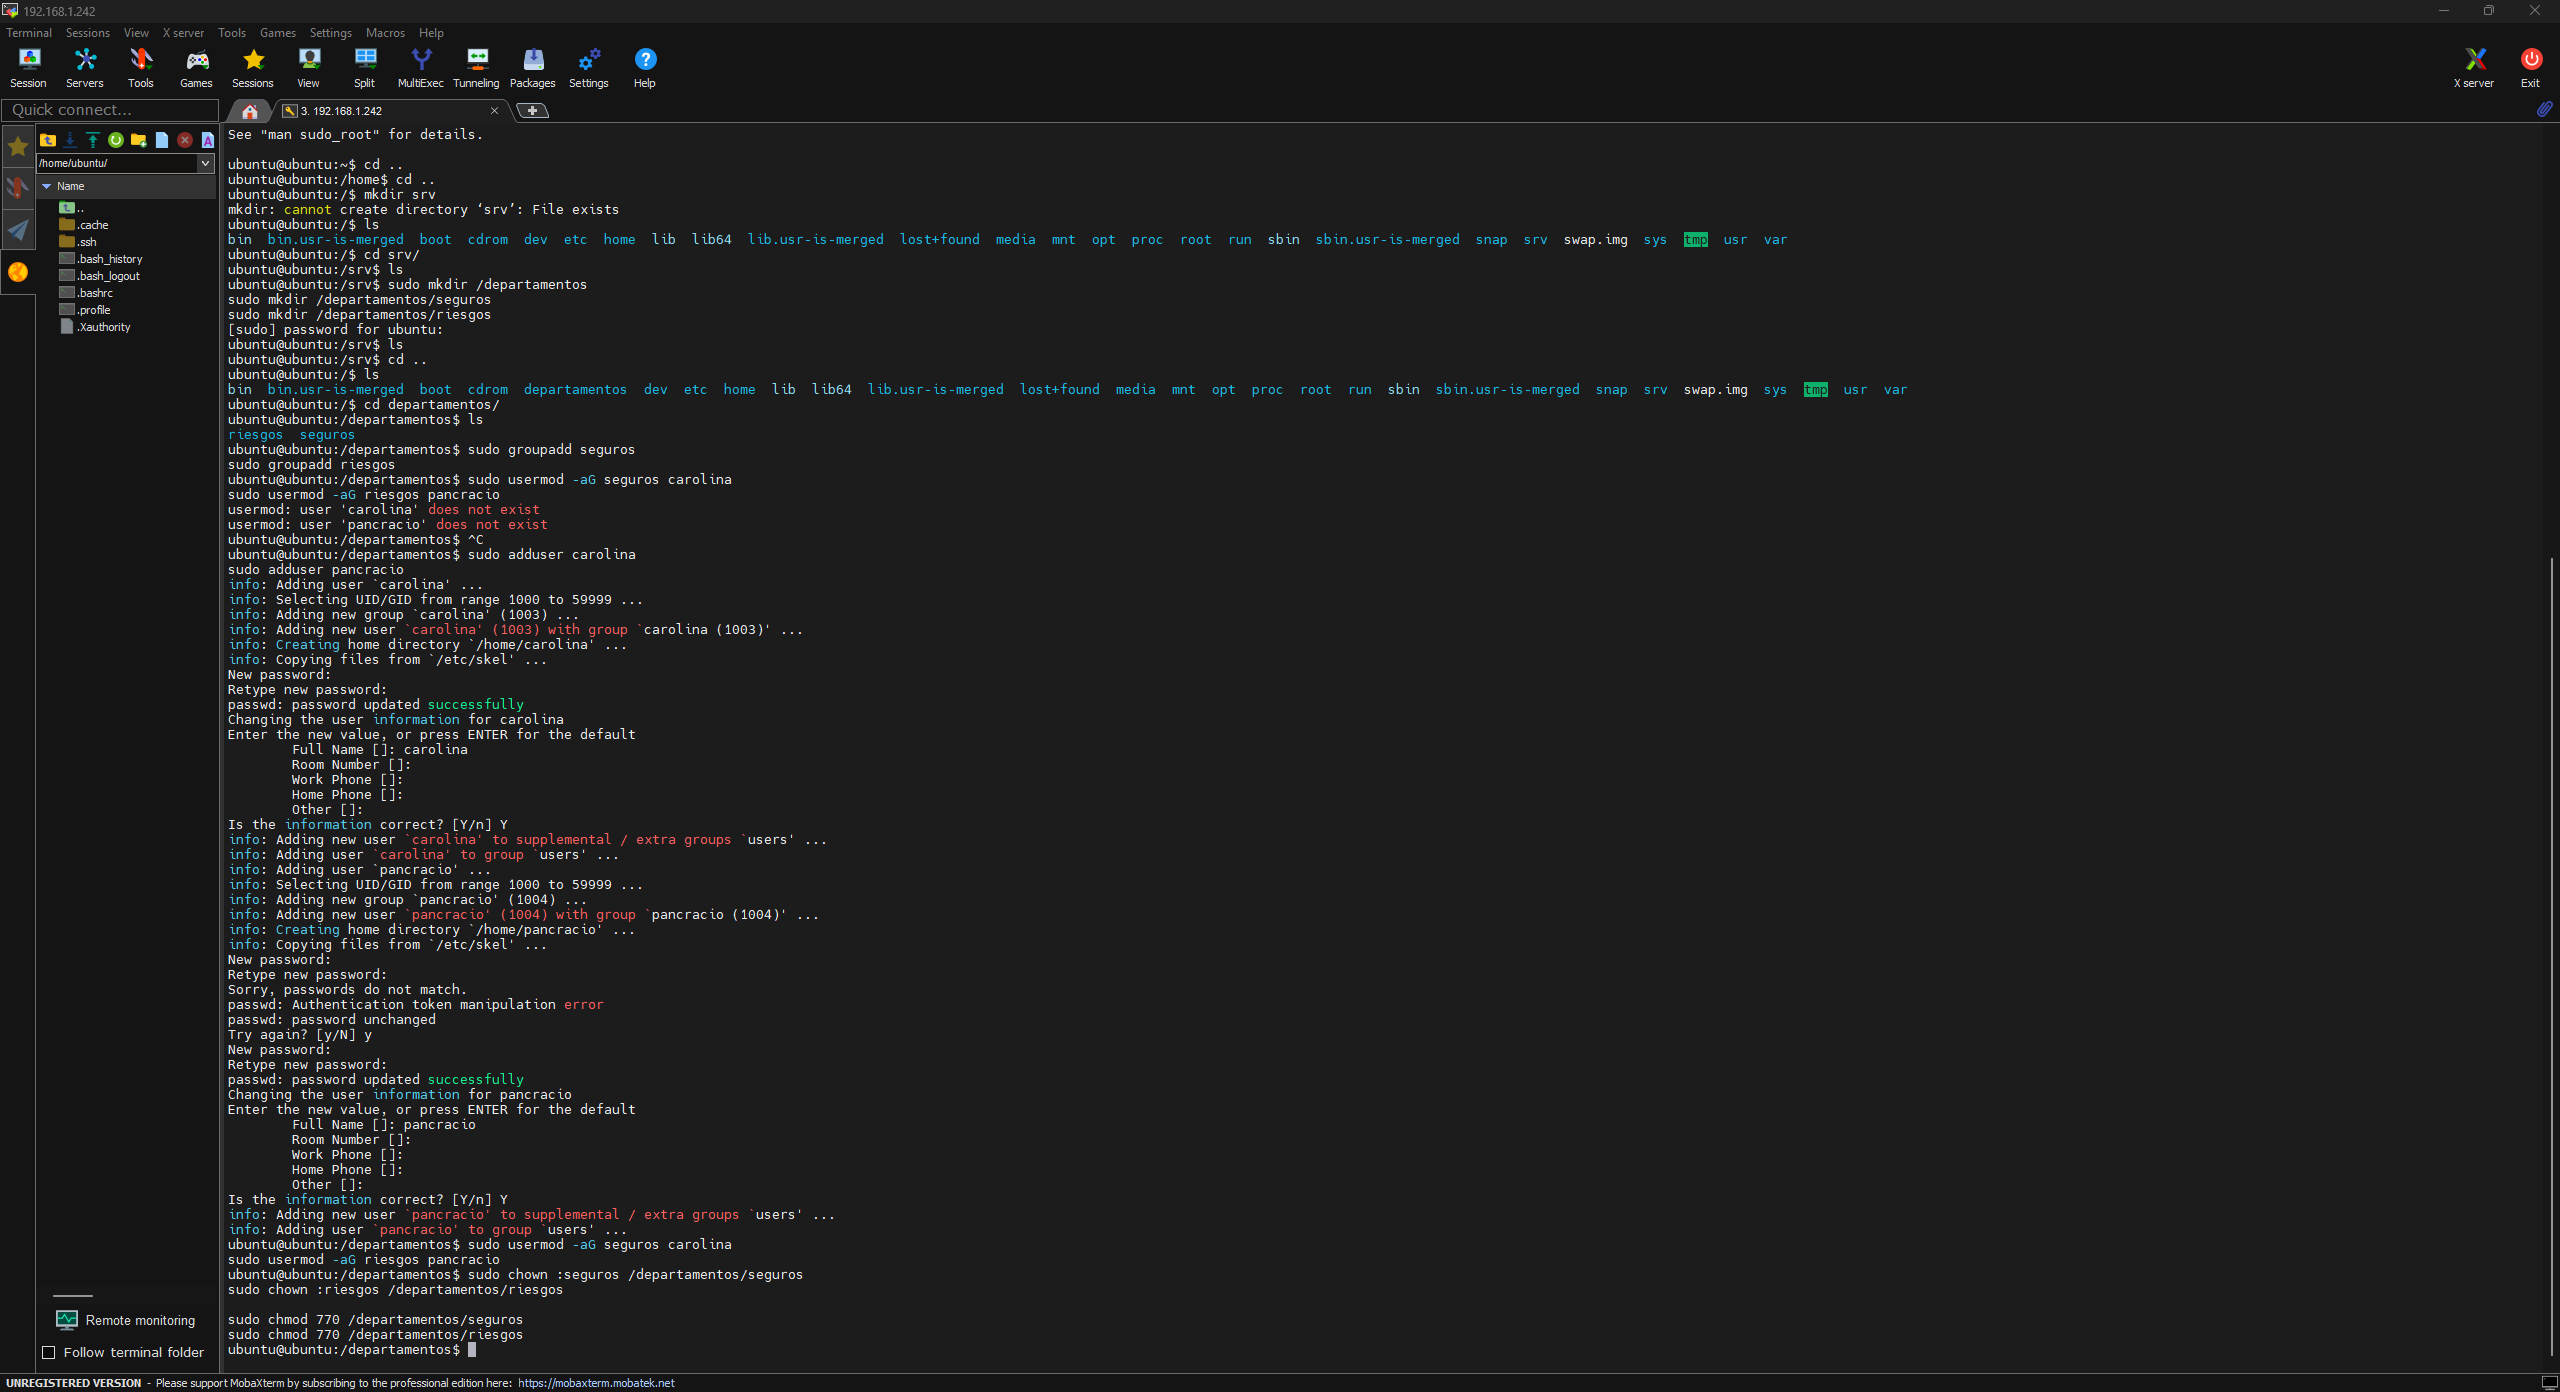 192.168.1.242
Terminal Sessions View X server Tools Games Settings Macros Help
Session Servers Tools Games Sessions View Split MultiExec Tunneling Packages Settings Help X server Exit
Quick connect...
3. 192.168.1.242
/home/ubuntu/
Name
..
.cache
.ssh
.bash_history
.bash_logout
.bashrc
.profile
.Xauthority
Remote monitoring
Follow terminal folder
See "man sudo_root" for details.
ubuntu@ubuntu:~$ cd ..
ubuntu@ubuntu:/home$ cd ..
ubuntu@ubuntu:/$ mkdir srv
mkdir: cannot create directory ‘srv’: File exists
ubuntu@ubuntu:/$ ls
bin bin.usr-is-merged boot cdrom dev etc home lib lib64 lib.usr-is-merged lost+found media mnt opt proc root run sbin sbin.usr-is-merged snap srv swap.img sys tmp usr var
ubuntu@ubuntu:/$ cd srv/
ubuntu@ubuntu:/srv$ ls
ubuntu@ubuntu:/srv$ sudo mkdir /departamentos
sudo mkdir /departamentos/seguros
sudo mkdir /departamentos/riesgos
[sudo] password for ubuntu:
ubuntu@ubuntu:/srv$ ls
ubuntu@ubuntu:/srv$ cd ..
ubuntu@ubuntu:/$ ls
bin bin.usr-is-merged boot cdrom departamentos dev etc home lib lib64 lib.usr-is-merged lost+found media mnt opt proc root run sbin sbin.usr-is-merged snap srv swap.img sys tmp usr var
ubuntu@ubuntu:/$ cd departamentos/
ubuntu@ubuntu:/departamentos$ ls
riesgos seguros
ubuntu@ubuntu:/departamentos$ sudo groupadd seguros
sudo groupadd riesgos
ubuntu@ubuntu:/departamentos$ sudo usermod -aG seguros carolina
sudo usermod -aG riesgos pancracio
usermod: user 'carolina' does not exist
usermod: user 'pancracio' does not exist
ubuntu@ubuntu:/departamentos$ ^C
ubuntu@ubuntu:/departamentos$ sudo adduser carolina
sudo adduser pancracio
info: Adding user `carolina' ...
info: Selecting UID/GID from range 1000 to 59999 ...
info: Adding new group `carolina' (1003) ...
info: Adding new user `carolina' (1003) with group `carolina (1003)' ...
info: Creating home directory `/home/carolina' ...
info: Copying files from `/etc/skel' ...
New password:
Retype new password:
passwd: password updated successfully
Changing the user information for carolina
Enter the new value, or press ENTER for the default
Full Name []: carolina
Room Number []:
Work Phone []:
Home Phone []:
Other []:
Is the information correct? [Y/n] Y
info: Adding new user `carolina' to supplemental / extra groups `users' ...
info: Adding user `carolina' to group `users' ...
info: Adding user `pancracio' ...
info: Selecting UID/GID from range 1000 to 59999 ...
info: Adding new group `pancracio' (1004) ...
info: Adding new user `pancracio' (1004) with group `pancracio (1004)' ...
info: Creating home directory `/home/pancracio' ...
info: Copying files from `/etc/skel' ...
New password:
Retype new password:
Sorry, passwords do not match.
passwd: Authentication token manipulation error
passwd: password unchanged
Try again? [y/N] y
New password:
Retype new password:
passwd: password updated successfully
Changing the user information for pancracio
Enter the new value, or press ENTER for the default
Full Name []: pancracio
Room Number []:
Work Phone []:
Home Phone []:
Other []:
Is the information correct? [Y/n] Y
info: Adding new user `pancracio' to supplemental / extra groups `users' ...
info: Adding user `pancracio' to group `users' ...
ubuntu@ubuntu:/departamentos$ sudo usermod -aG seguros carolina
sudo usermod -aG riesgos pancracio
ubuntu@ubuntu:/departamentos$ sudo chown :seguros /departamentos/seguros
sudo chown :riesgos /departamentos/riesgos
sudo chmod 770 /departamentos/seguros
sudo chmod 770 /departamentos/riesgos
ubuntu@ubuntu:/departamentos$
UNREGISTERED VERSION - Please support MobaXterm by subscribing to the professional edition here: https://mobaxterm.mobatek.net